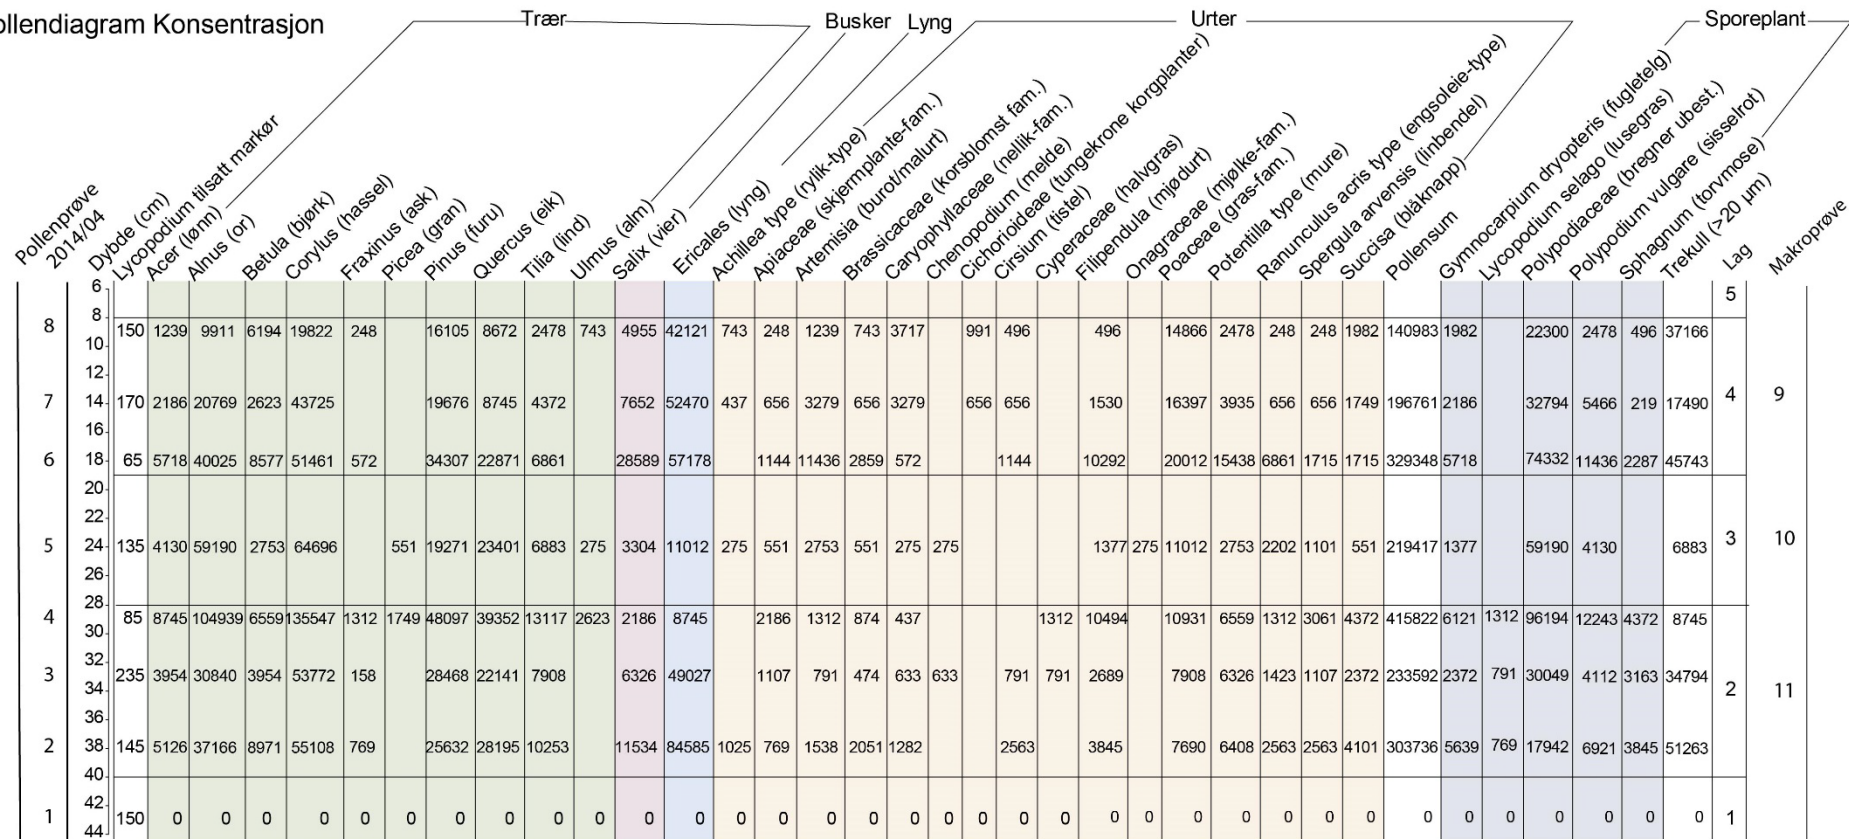 ollendiagram Konsentrasjon
Trær
Busker
Lyng
Urter
Sporeplant
Pollenprøve
2014/04
Dybde (cm)
Lycopodium tilsatt markør
Acer (lønn)
Alnus (or)
Betula (bjørk)
Corylus (hassel)
Fraxinus (ask)
Picea (gran)
Pinus (furu)
Quercus (eik)
Tilia (lind)
Ulmus (alm)
Salix (vier)
Ericales (lyng)
Achillea type (rylik-type)
Apiaceae (skjermplante-fam.)
Artemisia (burot/malurt)
Brassicaceae (korsblomst fam.)
Caryophyllaceae (nellik-fam.)
Chenopodium (melde)
Cichorioideae (tungekrone korgplanter)
Cirsium (tistel)
Cyperaceae (halvgras)
Filipendula (mjødurt)
Onagraceae (mjølke-fam.)
Poaceae (gras-fam.)
Potentilla type (mure)
Ranunculus acris type (engsoleie-type)
Spergula arvensis (linbendel)
Succisa (blåknapp)
Pollensum
Gymnocarpium dryopteris (fugletelg)
Lycopodium selago (lusegras)
Polypodiaceae (bregner ubest.)
Polypodium vulgare (sisselrot)
Sphagnum (torvmose)
Trekull (>20 µm)
Lag
Makroprøve
6 5
8
8 150 1239 9911 6194 19822 248 16105 8672 2478 743 4955 42121 743 248 1239 743 3717 991 496 496 14866 2478 248 248 1982 140983 1982 22300 2478 496 37166
10
12
7 14 170 2186 20769 2623 43725 19676 8745 4372 7652 52470 437 656 3279 656 3279 656 656 1530 16397 3935 656 656 1749 196761 2186 32794 5466 219 17490 4 9
16
6 18 65 5718 40025 8577 51461 572 34307 22871 6861 28589 57178 1144 11436 2859 572 1144 10292 20012 15438 6861 1715 1715 329348 5718 74332 11436 2287 45743
20
22
5 24 135 4130 59190 2753 64696 551 19271 23401 6883 275 3304 11012 275 551 2753 551 275 275 1377 275 11012 2753 2202 1101 551 219417 1377 59190 4130 6883 3 10
26
28
4 85 8745 104939 6559 135547 1312 1749 48097 39352 13117 2623 2186 8745 2186 1312 874 437 1312 10494 10931 6559 1312 3061 4372 415822 6121 1312 96194 12243 4372 8745
30
32
3 235 3954 30840 3954 53772 158 28468 22141 7908 6326 49027 1107 791 474 633 633 791 791 2689 7908 6326 1423 1107 2372 233592 2372 791 30049 4112 3163 34794
34 2 11
36
2 38 145 5126 37166 8971 55108 769 25632 28195 10253 11534 84585 1025 769 1538 2051 1282 2563 3845 7690 6408 2563 2563 4101 303736 5639 769 17942 6921 3845 51263
40
42
1 150 0 0 0 0 0 0 0 0 0 0 0 0 0 0 0 0 0 0 0 0 0 0 0 0 0 0 0 0 0 0 0 0 0 0 0 1
44